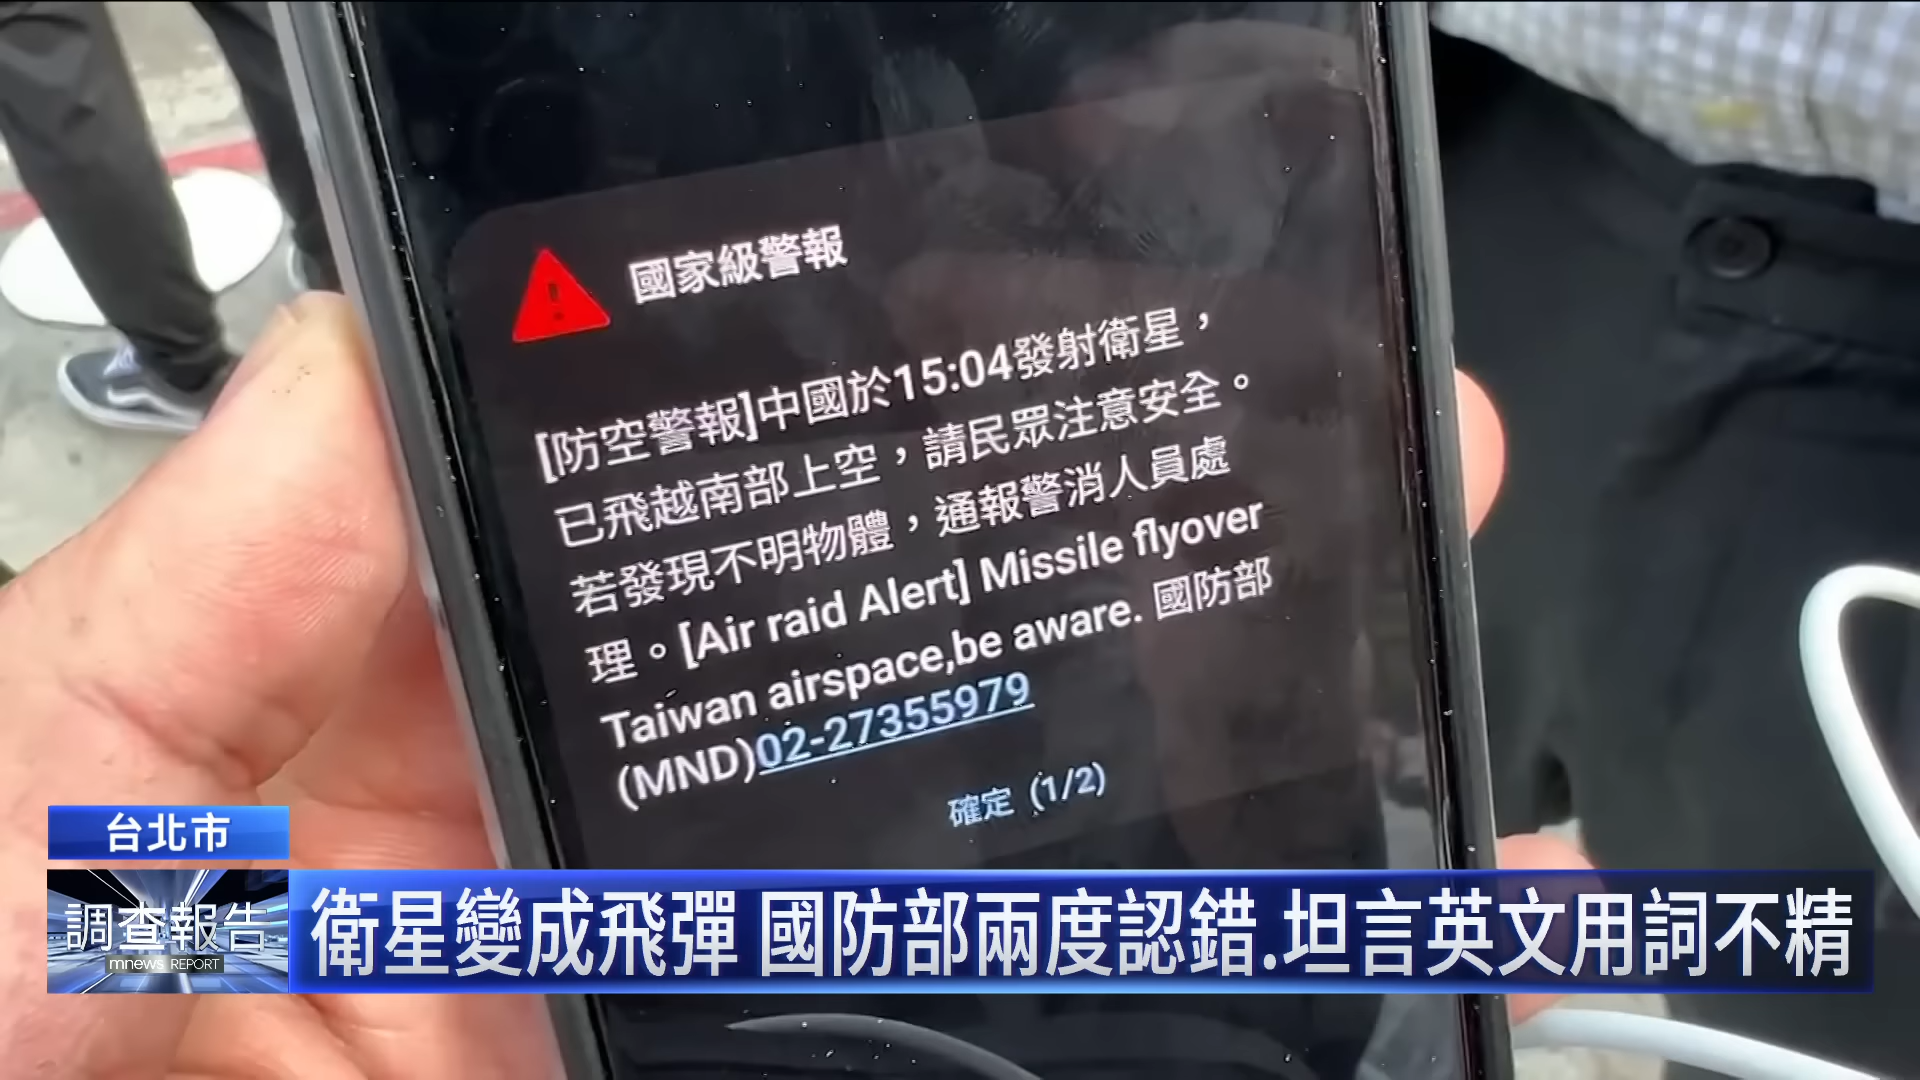 國家級警報
[防空警報]中國於15:04發射衛星，
已飛越南部上空，請民眾注意安全。
若發現不明物體，通報警消人員處
理。[Air raid Alert] Missile flyover
Taiwan airspace,be aware. 國防部
(MND)02-27355979
確定 (1/2)
台北市
調查報告
mnews REPORT
衛星變成飛彈 國防部兩度認錯.坦言英文用詞不精